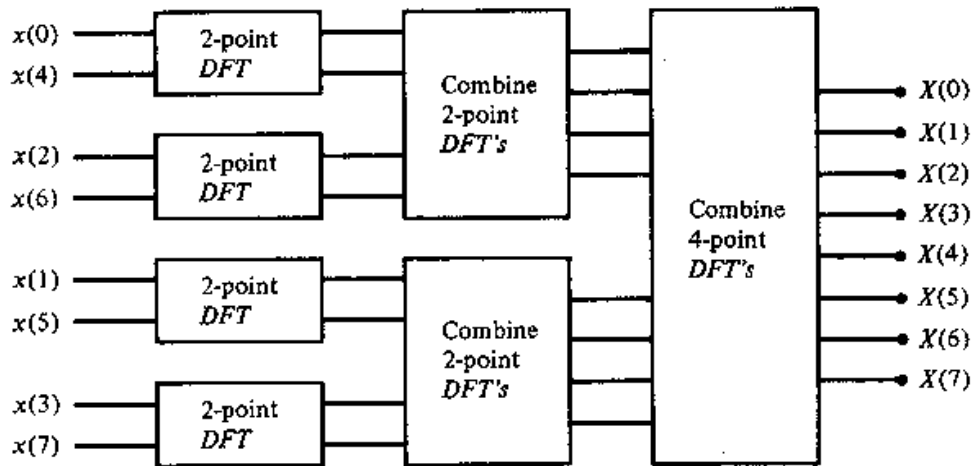 x(0)
x(4)
2-point
DFT
x(2)
x(6)
2-point
DFT
x(1)
x(5)
2-point
DFT
x(3)
x(7)
2-point
DFT
Combine
2-point
DFT's
Combine
2-point
DFT's
Combine
4-point
DFT's
X(0)
X(1)
X(2)
X(3)
X(4)
X(5)
X(6)
X(7)